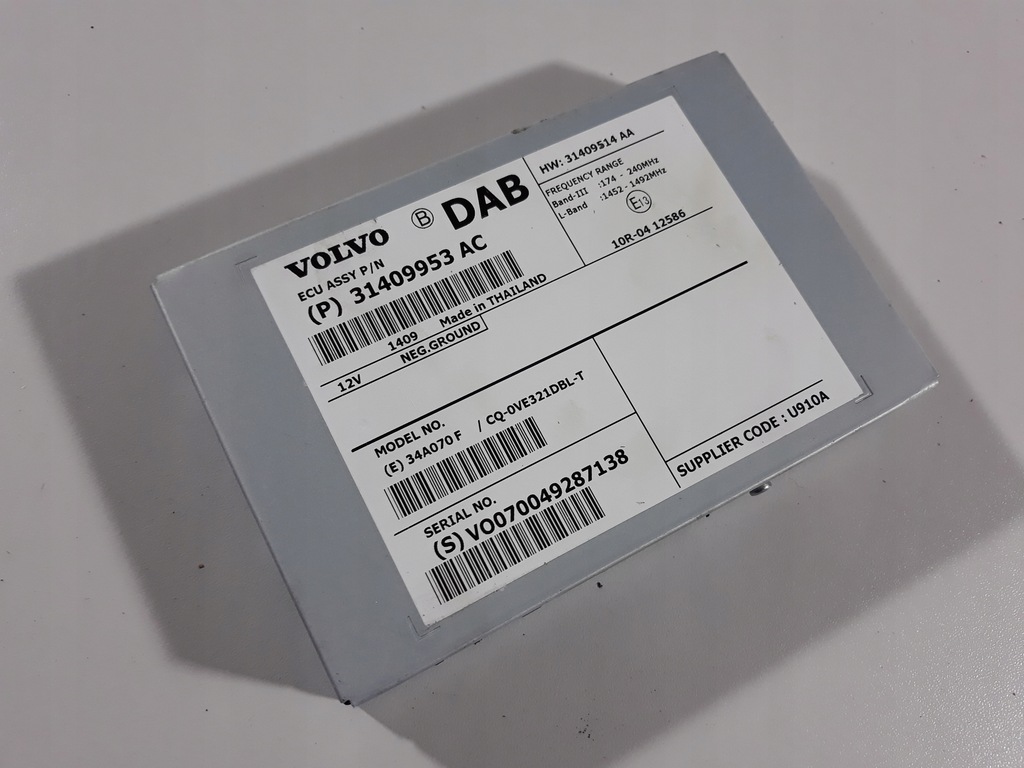 VOLVO Ⓑ DAB
ECU ASSY P/N
(P) 31409953 AC
1409 Made in THAILAND
12V NEG.GROUND
HW: 31409514 AA
FREQUENCY RANGE
Band-III :174 - 240MHz
L-Band :1452 - 1492MHz
E13
10R-04 12586
MODEL NO.
(E) 34A070 F / CQ-0VE321DBL-T
SERIAL NO.
(S) VO070049287138
SUPPLIER CODE : U910A